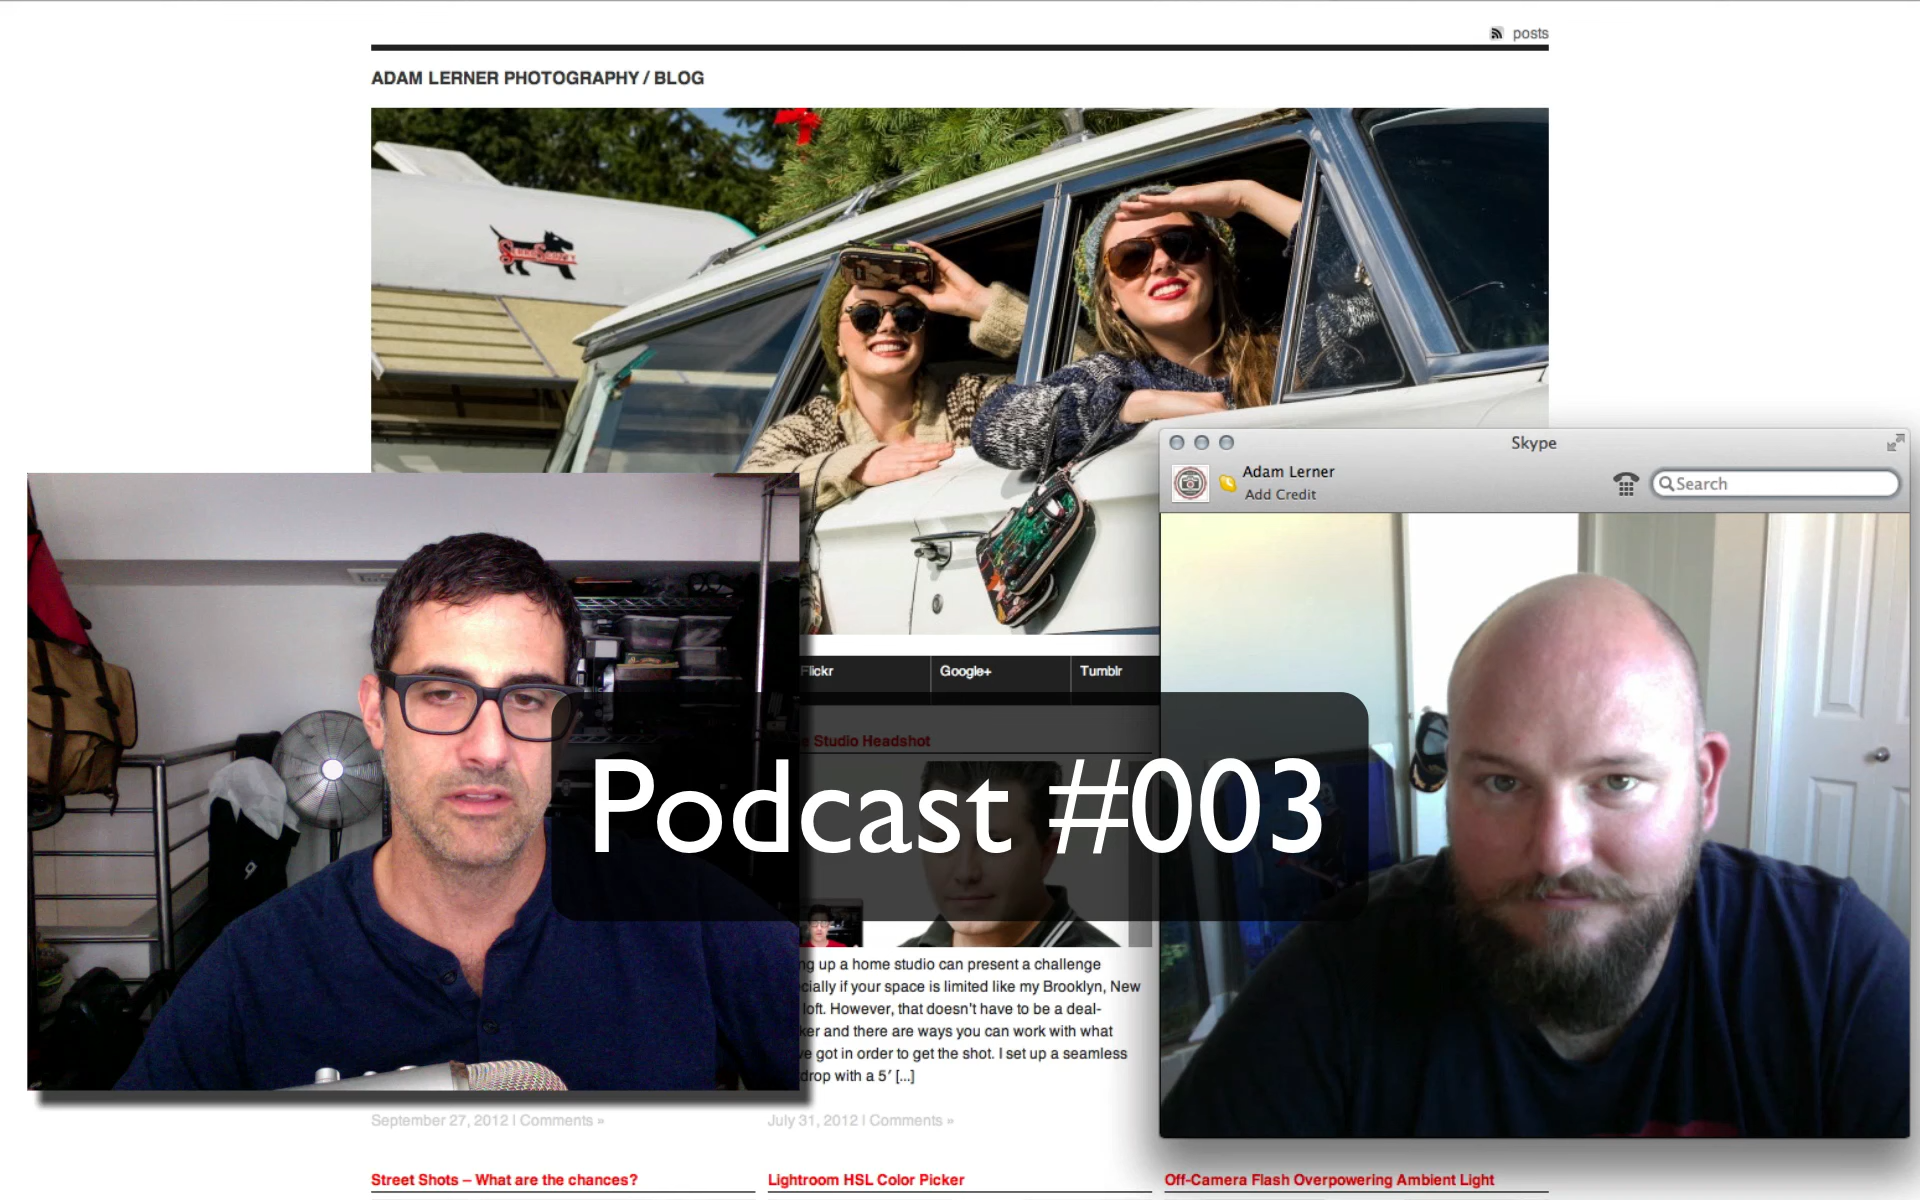 posts
ADAM LERNER PHOTOGRAPHY / BLOG
Skype
Adam Lerner
Add Credit
Search
Flickr
Google+
Tumblr
Studio Headshot
Podcast #003
up a home studio can present a challenge
if your space is limited like my Brooklyn, New
loft. However, that doesn't have to be a deal-
and there are ways you can work with what
got in order to get the shot. I set up a seamless
drop with a 5′ [...]
September 27, 2012 | Comments »
July 31, 2012 | Comments »
Street Shots – What are the chances?
Lightroom HSL Color Picker
Off-Camera Flash Overpowering Ambient Light